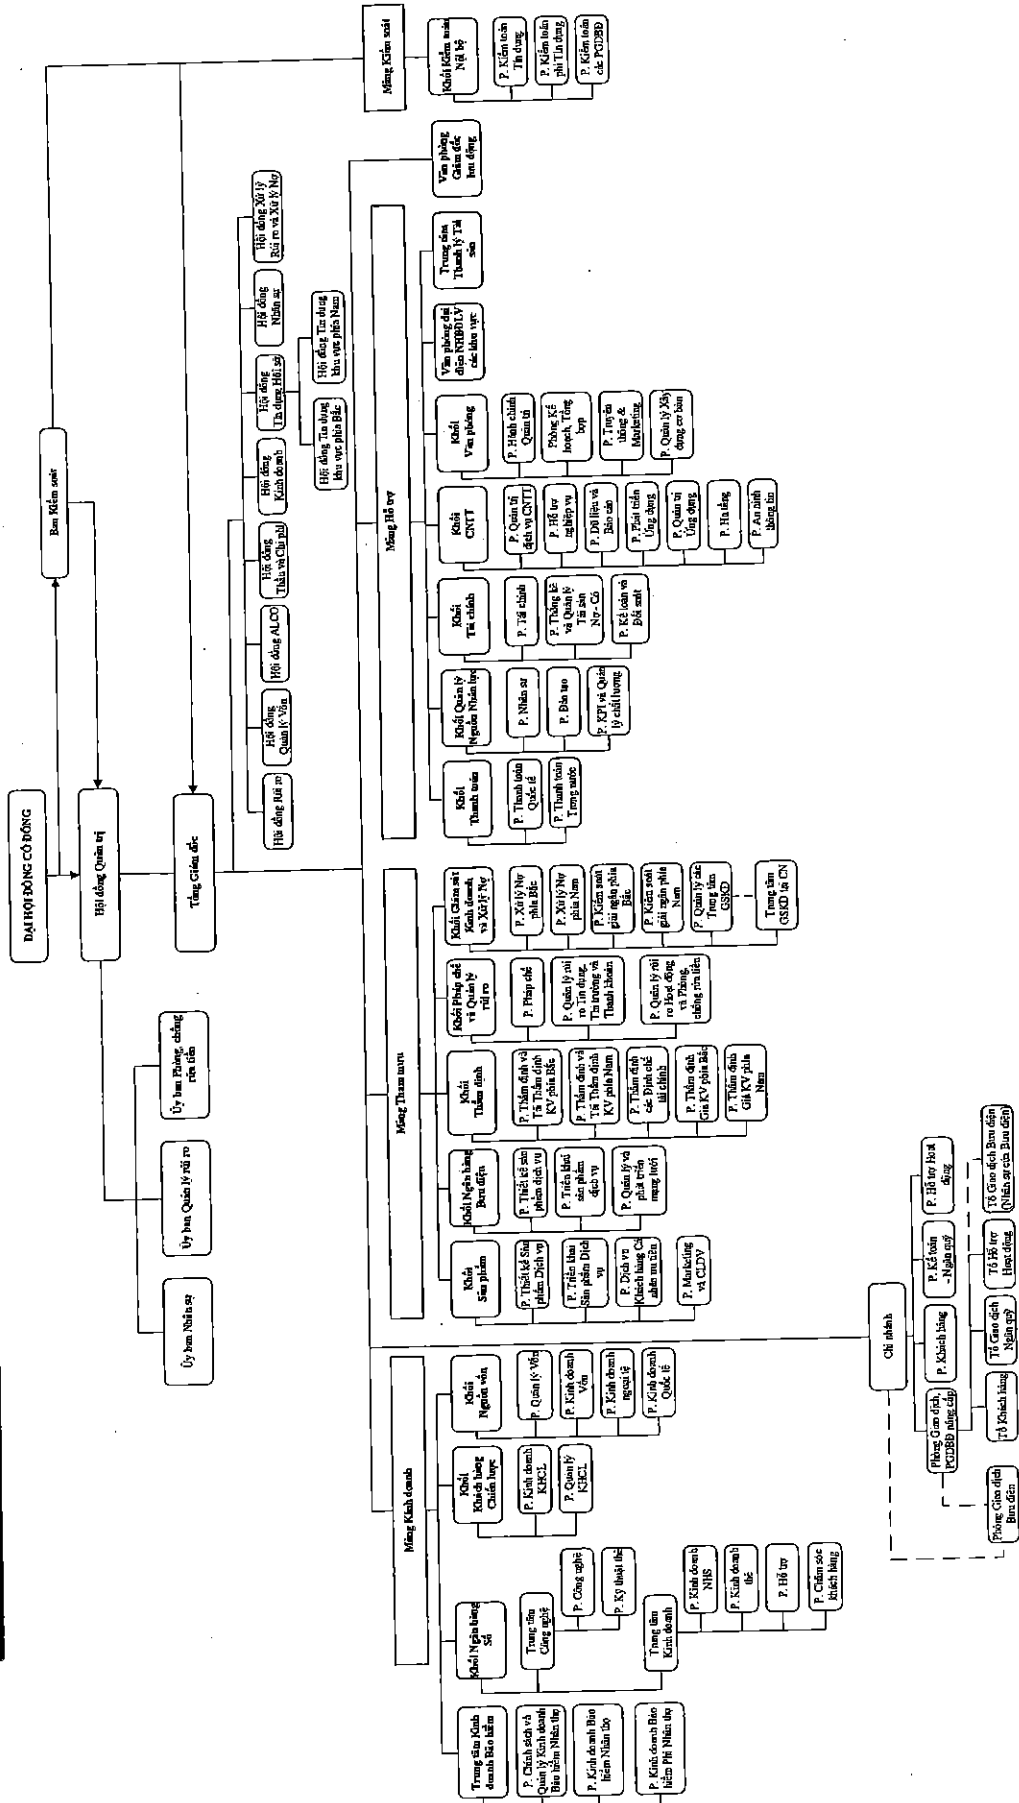 ĐẠI HỘI ĐỒNG CỔ ĐÔNG
Ban Kiểm soát
Hội đồng Quản trị
Ủy ban Nhân sự
Ủy ban Quản lý rủi ro
Ủy ban Phòng, chống
rửa tiền
Tổng Giám đốc
Hội đồng Rủi ro
Hội đồng
Quản lý Vốn
Hội đồng ALCO
Hội đồng
Thầu và Chi phí
Hội đồng
Kinh doanh
Hội đồng
Tín dụng Hội sở
Hội đồng
Nhân sự
Hội đồng Xử lý
Rủi ro và Xử lý Nợ
Hội đồng Tín dụng
khu vực phía Bắc
Hội đồng Tín dụng
khu vực phía Nam
Mảng Kinh doanh
Mảng Tham mưu
Mảng Hỗ trợ
Mảng Kiểm soát
Trung tâm Kinh
doanh Bảo hiểm
P. Chính sách và
Quản lý Kinh doanh
Bảo hiểm Nhân thọ
P. Kinh doanh Bảo
hiểm Nhân thọ
P. Kinh doanh Bảo
hiểm Phi Nhân thọ
Khối Ngân hàng
Số
Trung tâm
Công nghệ
P. Công nghệ
P. Kỹ thuật thẻ
Trung tâm
Kinh doanh
P. Kinh doanh
NHS
P. Kinh doanh
thẻ
P. Hỗ trợ
P. Chăm sóc
khách hàng
Khối
Khách hàng
Chiến lược
P. Kinh doanh
KHCL
P. Quản lý
KHCL
Khối
Nguồn vốn
P. Quản lý Vốn
P. Kinh doanh
Vốn
P. Kinh doanh
ngoại tệ
P. Kinh doanh
Quốc tế
Khối
Sản phẩm
P. Thiết kế Sản
phẩm Dịch vụ
P. Triển khai
Sản phẩm Dịch
vụ
P. Dịch vụ
Khách hàng Cá
nhân ưu tiên
P. Marketing
và CLDV
Khối Ngân hàng
Bưu điện
P. Thiết kế sản
phẩm dịch vụ
P. Triển khai
sản phẩm
dịch vụ
P. Quản lý và
phát triển
mạng lưới
Khối
Thẩm định
P. Thẩm định và
Tái Thẩm định
KV phía Bắc
P. Thẩm định và
Tái Thẩm định
KV phía Nam
P. Thẩm định
các Định chế
tài chính
P. Thẩm định
Giá KV phía Bắc
P. Thẩm định
Giá KV phía
Nam
Khối Pháp chế
và Quản lý
rủi ro
P. Pháp chế
P. Quản lý rủi
ro Tín dụng,
Thị trường và
Thanh khoản
P. Quản lý rủi
ro Hoạt động
và Phòng,
chống rửa tiền
Khối Giám sát
Kinh doanh
và Xử lý Nợ
P. Xử lý Nợ
phía Bắc
P. Xử lý Nợ
phía Nam
P. Kiểm soát
giải ngân phía
Bắc
P. Kiểm soát
giải ngân phía
Nam
P. Quản lý các
Trung tâm
GSKD
Trung tâm
GSKD tại CN
Khối
Thanh toán
P. Thanh toán
Quốc tế
P. Thanh toán
Trong nước
Khối Quản lý
Nguồn Nhân lực
P. Nhân sự
P. Đào tạo
P. KPI và Quản
lý chất lượng
Khối
Tài chính
P. Tài chính
P. Thống kê
và Quản lý
Tài sản
Nợ - Có
P. Kế toán và
Đối soát
Khối
CNTT
P. Quản trị
dịch vụ CNTT
P. Hỗ trợ
nghiệp vụ
P. Dữ liệu và
Báo cáo
P. Phát triển
Ứng dụng
P. Quản trị
Ứng dụng
P. Hạ tầng
P. An ninh
thông tin
Khối
Văn phòng
P. Hành chính
Quản trị
Phòng Kế
hoạch, Tổng
hợp
P. Truyền
thông &
Marketing
P. Quản lý Xây
dựng cơ bản
Văn phòng đại
diện NHBĐLV
các khu vực
Trung tâm
Thanh lý Tài
sản
Văn phòng
Giám đốc
lưu động
Khối Kiểm toán
Nội bộ
P. Kiểm toán
Tín dụng
P. Kiểm toán
phi Tín dụng
P. Kiểm toán
các PGDBĐ
Chi nhánh
Phòng Giao dịch,
PGDBĐ nâng cấp
P. Khách hàng
P. Kế toán
- Ngân quỹ
P. Hỗ trợ Hoạt
động
Phòng Giao dịch
Bưu điện
Tổ Khách hàng
Tổ Giao dịch
Ngân quỹ
Tổ Hỗ trợ
Hoạt động
Tổ Giao dịch Bưu điện
(Nhân sự của Bưu điện)